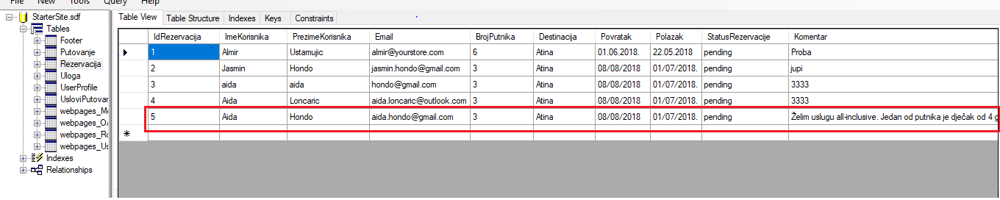 File New Tools Query Help
StarterSite.sdf
Tables
Footer
Putovanje
Rezervacija
Uloga
UserProfile
UsloviPutovar
webpages_Me
webpages_OA
webpages_Ro
webpages_Us
Indexes
Relationships
Table View Table Structure Indexes Keys Constraints
IdRezervacija ImeKorisnika PrezimeKorisnika Email BrojPutnika Destinacija Povratak Polazak StatusRezervacije Komentar
1 Almir Ustamujic almir@yourstore.com 6 Atina 01.06.2018. 22.05.2018 pending Proba
2 Jasmin Hondo jasmin.hondo@gmail.com 3 Atina 08/08/2018 01/07/2018. pending jupi
3 aida aida hondo@gmail.com 3 Atina 08/08/2018 01/07/2018. pending 3333
4 Aida Loncaric aida.loncaric@outlook.com 3 Atina 08/08/2018 01/07/2018. pending 3333
5 Aida Hondo aida.hondo@gmail.com 3 Atina 08/08/2018 01/07/2018. pending Želim uslugu all-inclusive. Jedan od putnika je dječak od 4 g